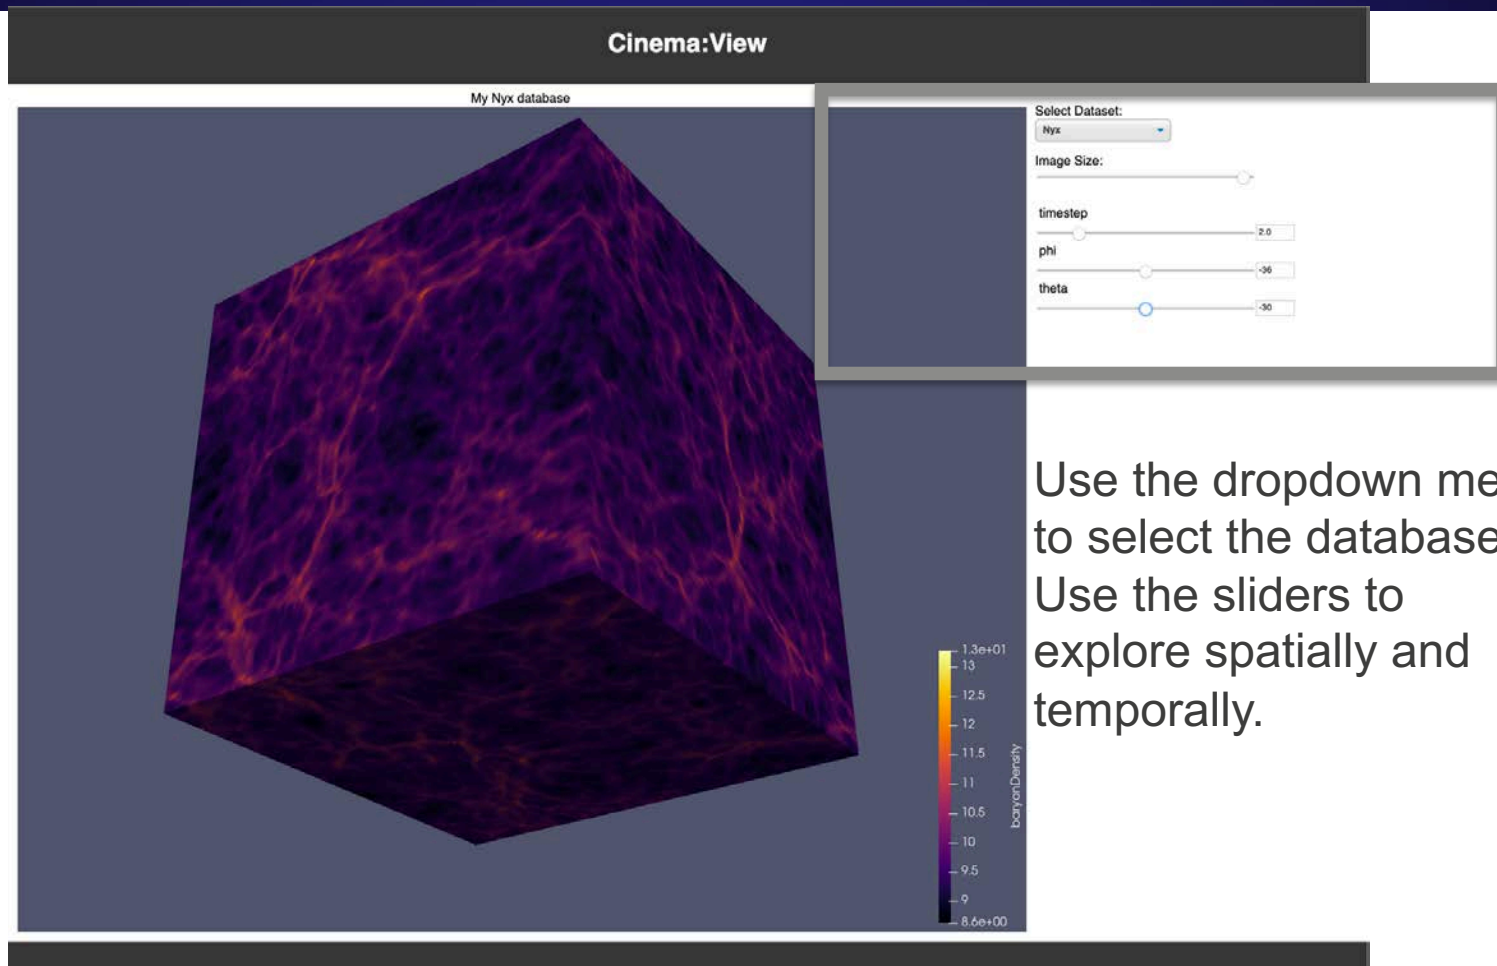 Cinema:View
My Nyx database
Select Dataset:
Nyx
Image Size:
timestep
2.0
phi
-36
theta
-30
Use the dropdown me
to select the database
Use the sliders to
explore spatially and
temporally.
1.3e+01
13
12.5
12
11.5
11
10.5
10
9.5
9
8.6e+00
baryonDensity